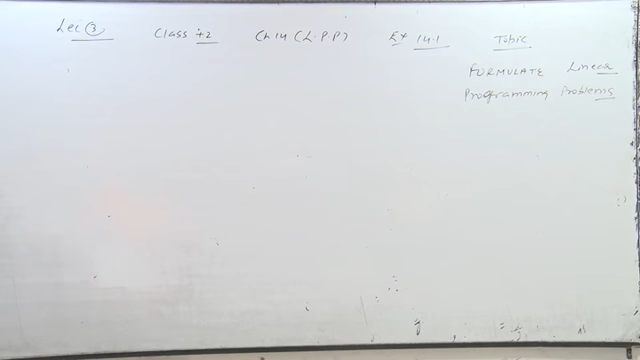 Lec ③ Class +2 Ch 14 (L.P.P) Ex 14.1 Topic
FORMULATE Linear
Programming Problems